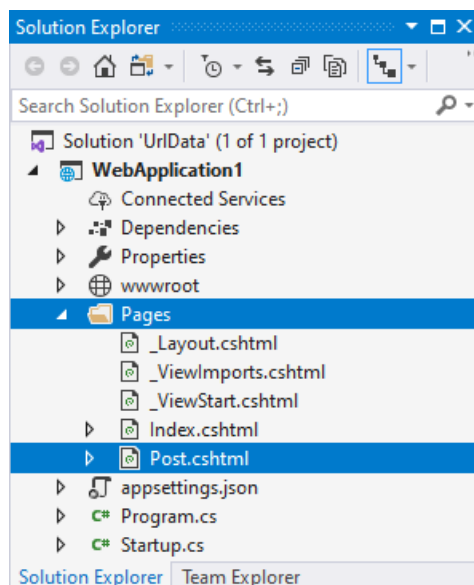 Solution Explorer
Search Solution Explorer (Ctrl+;)
Solution 'UrlData' (1 of 1 project)
WebApplication1
Connected Services
Dependencies
Properties
wwwroot
Pages
_Layout.cshtml
_ViewImports.cshtml
_ViewStart.cshtml
Index.cshtml
Post.cshtml
appsettings.json
C# Program.cs
C# Startup.cs
Solution Explorer Team Explorer